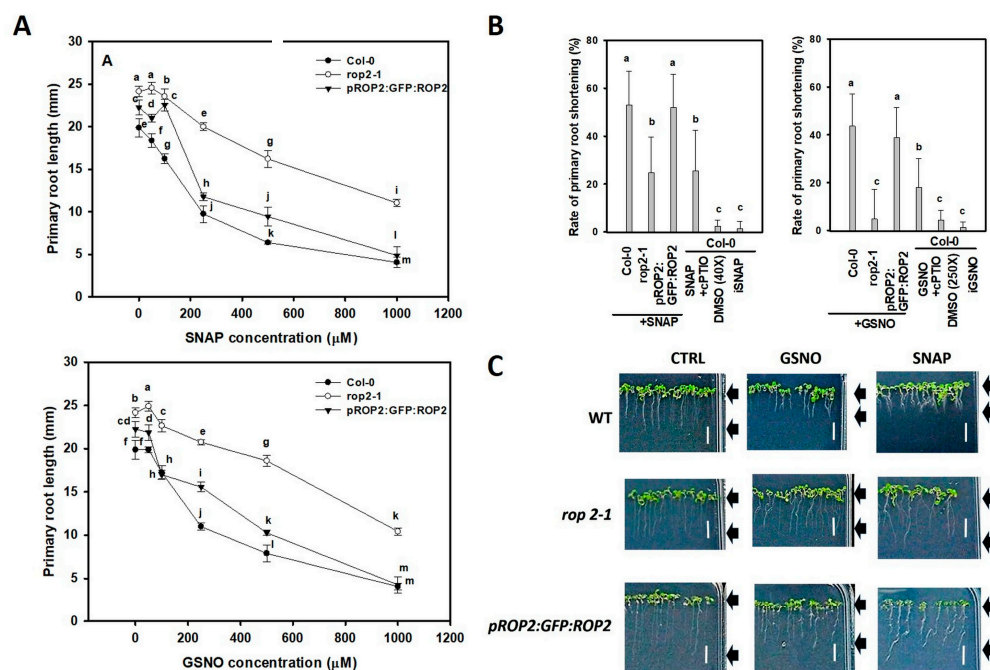 A
A
Col-0
rop2-1
pROP2:GFP:ROP2
Primary root length (mm)
30
25
20
15
10
5
0
a
a
b
c
d
c
e
f
g
e
g
h
j
j
i
k
l
m
0 200 400 600 800 1000 1200
SNAP concentration (μM)
Col-0
rop2-1
pROP2:GFP:ROP2
Primary root length (mm)
30
25
20
15
10
5
0
b
a
c
cd
d
f
f
h
h
e
g
i
j
k
l
k
m
m
0 200 400 600 800 1000 1200
GSNO concentration (μM)
B
Rate of primary root shortening (%)
80
60
40
20
0
a
b
a
b
c
c
Col-0
rop2-1
pROP2:
GFP:ROP2
SNAP
+cPTIO
DMSO (40X)
iSNAP
Col-0
+SNAP
Rate of primary root shortening (%)
80
60
40
20
0
a
c
a
b
c
c
Col-0
rop2-1
pROP2:
GFP:ROP2
GSNO
+cPTIO
DMSO (250X)
iGSNO
Col-0
+GSNO
C
CTRL GSNO SNAP
WT
rop 2-1
pROP2:GFP:ROP2